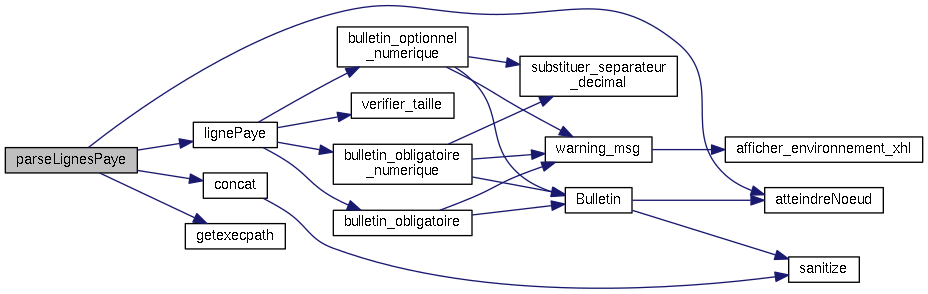 parseLignesPaye
lignePaye
concat
getexecpath
bulletin_optionnel
_numerique
verifier_taille
bulletin_obligatoire
_numerique
bulletin_obligatoire
substituer_separateur
_decimal
warning_msg
Bulletin
afficher_environnement_xhl
atteindreNoeud
sanitize